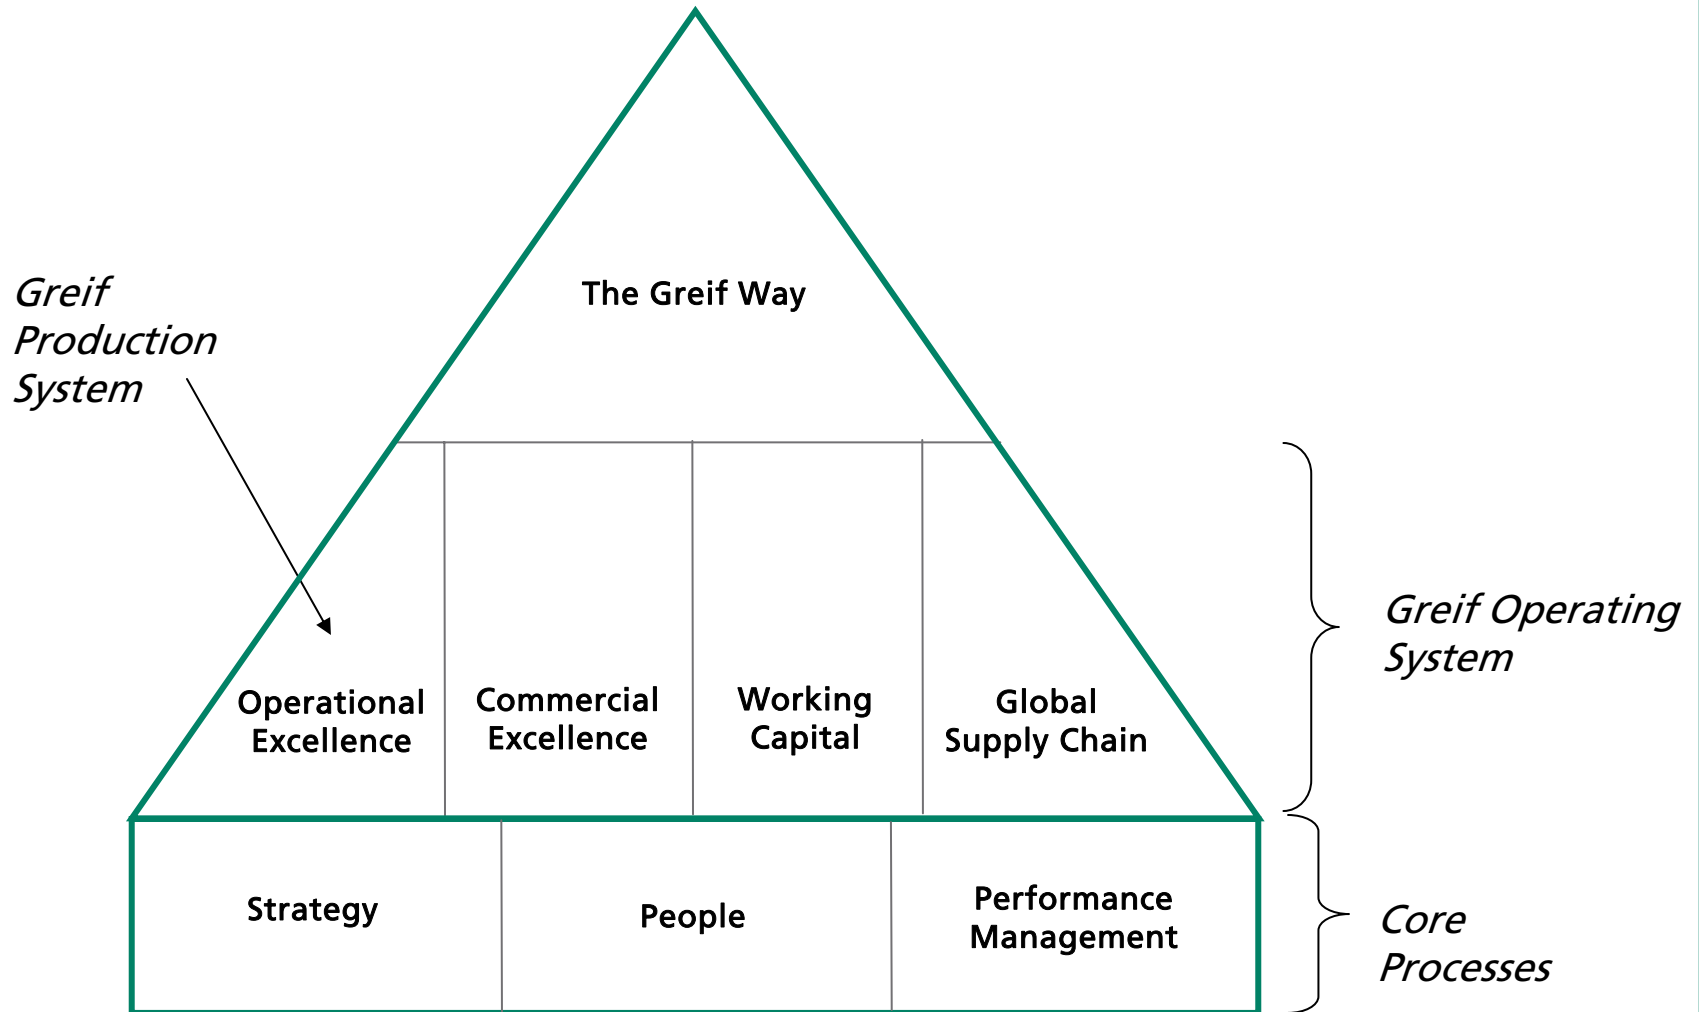 The Greif Way
Greif
Production
System
Operational
Excellence
Commercial
Excellence
Working
Capital
Global
Supply Chain
Greif Operating
System
Strategy
People
Performance
Management
Core
Processes